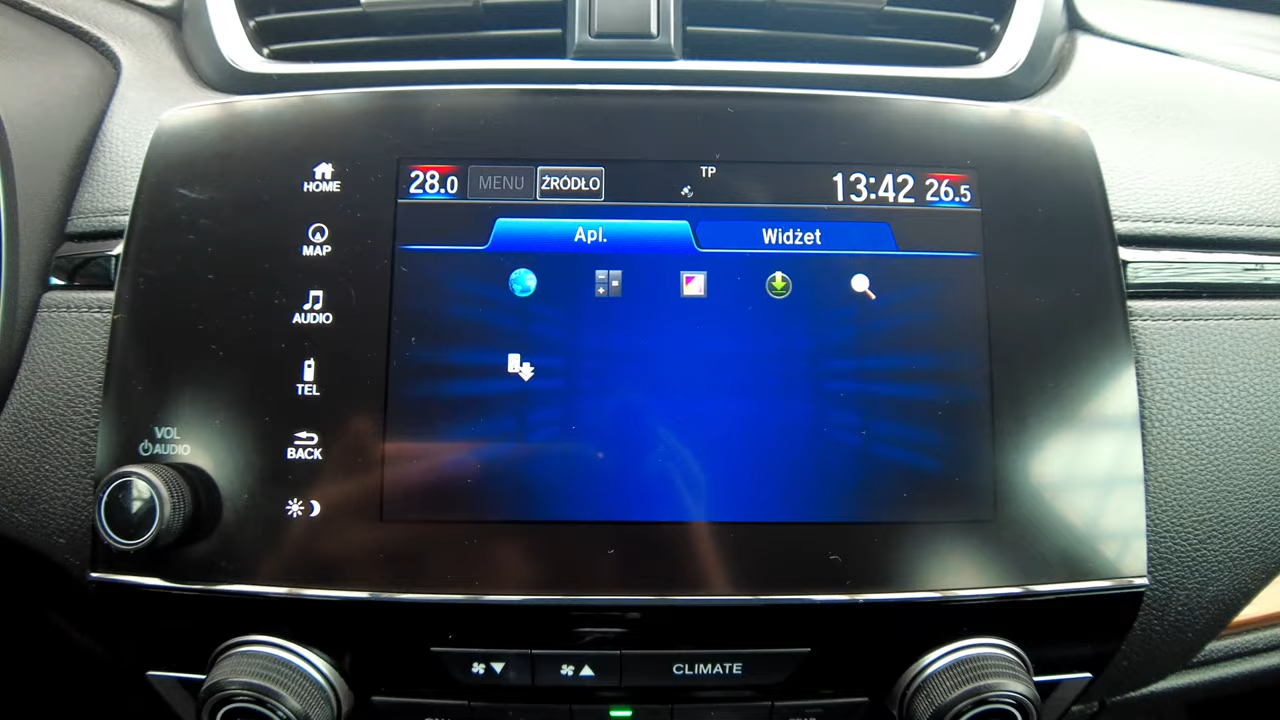 28.0 MENU ŹRÓDŁO TP 13:42 26.5
Apl. Widżet
HOME
MAP
AUDIO
TEL
BACK
VOL
AUDIO
CLIMATE